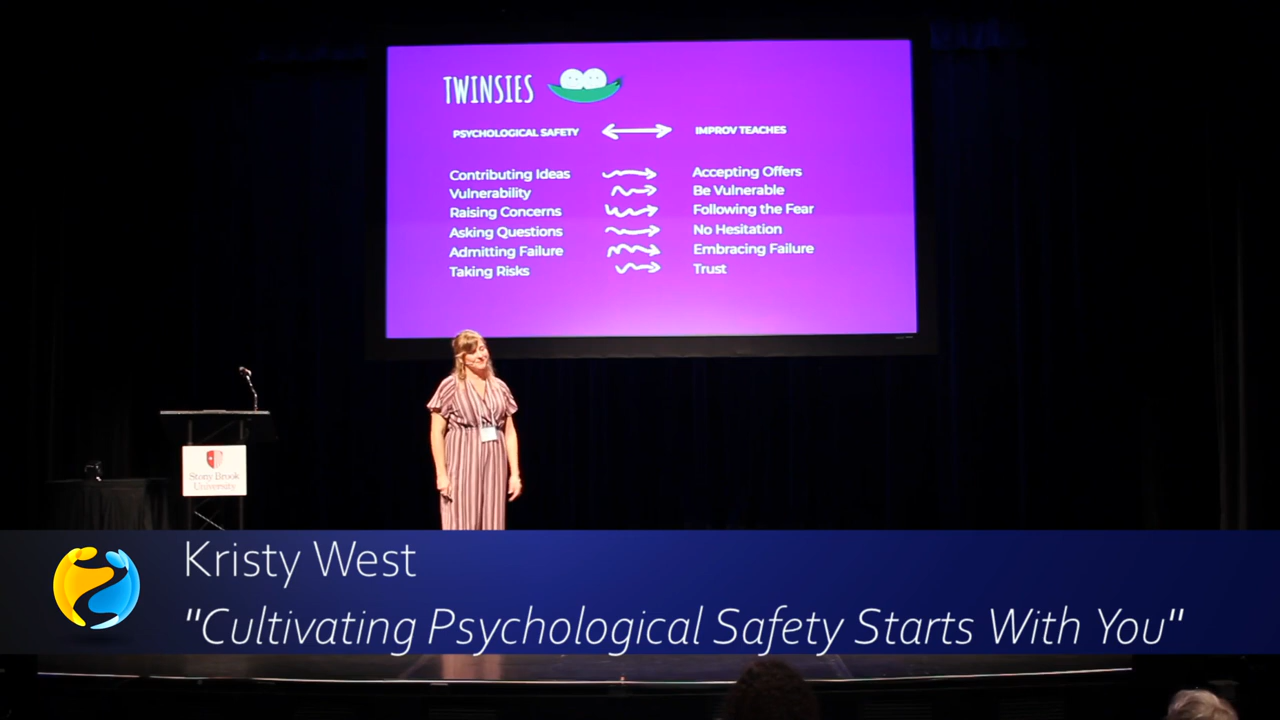 TWINSIES
PSYCHOLOGICAL SAFETY IMPROV TEACHES
Contributing Ideas Accepting Offers
Vulnerability Be Vulnerable
Raising Concerns Following the Fear
Asking Questions No Hesitation
Admitting Failure Embracing Failure
Taking Risks Trust
Stony Brook
University
Kristy West
"Cultivating Psychological Safety Starts With You"